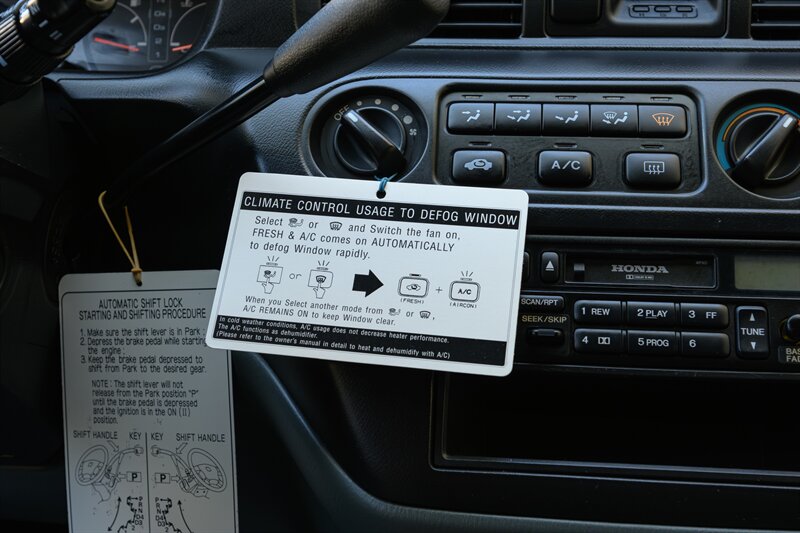 OFF
CLIMATE CONTROL USAGE TO DEFOG WINDOW
Select or and Switch the fan on,
FRESH & A/C comes on AUTOMATICALLY
to defog Window rapidly.
or
+
A/C
(FRESH)
(AIRCON)
When you Select another mode from or ,
A/C REMAINS ON to keep Window clear.
In cold weather conditions, A/C usage does not decrease heater performance.
The A/C functions as dehumidifier.
(Please refer to the owner's manual in detail to heat and dehumidify with A/C)
AUTOMATIC SHIFT LOCK
STARTING AND SHIFTING PROCEDURE
1. Make sure the shift lever is in Park
2. Depress the brake pedal while starting
the engine.
3. Keep the brake pedal depressed to
shift from Park to the desired gear.
NOTE : The shift lever will not
release from the Park position "P"
until the brake pedal is depressed
and the ignition is in the ON (II)
position.
SHIFT HANDLE KEY KEY SHIFT HANDLE
P P
P
R
N
D4
D3
2
P
R
N
D4
D3
2
A/C
HONDA
SCAN/RPT
SEEK/SKIP
1 REW
2 PLAY
3 FF
4
5 PROG
6
TUNE
BAS
FA